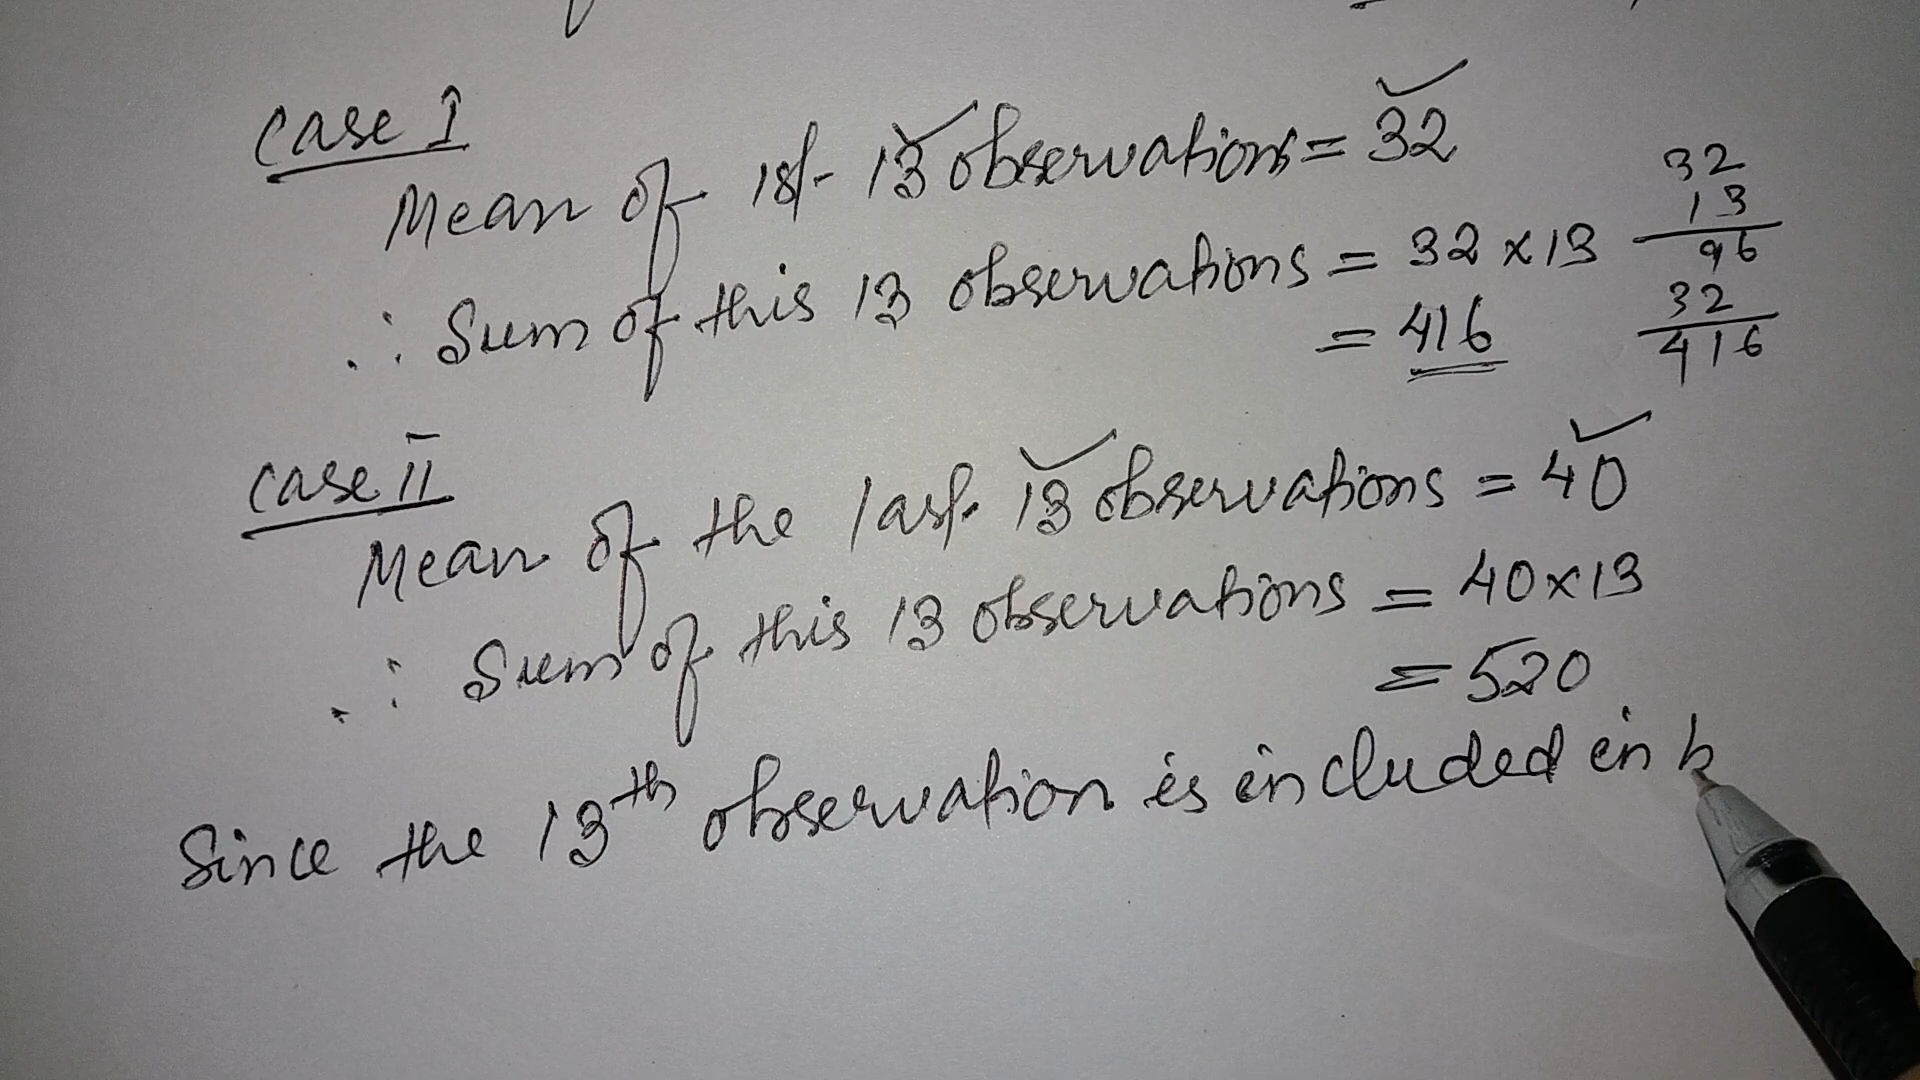 Case I
Mean of 1st 13 observations = 32
∴ Sum of this 13 observations = 32 x 13
= 416
32
13
96
32
416
Case II
Mean of the last 13 observations = 40
∴ Sum of this 13 observations = 40 x 13
= 520
Since the 13th observation is included in b